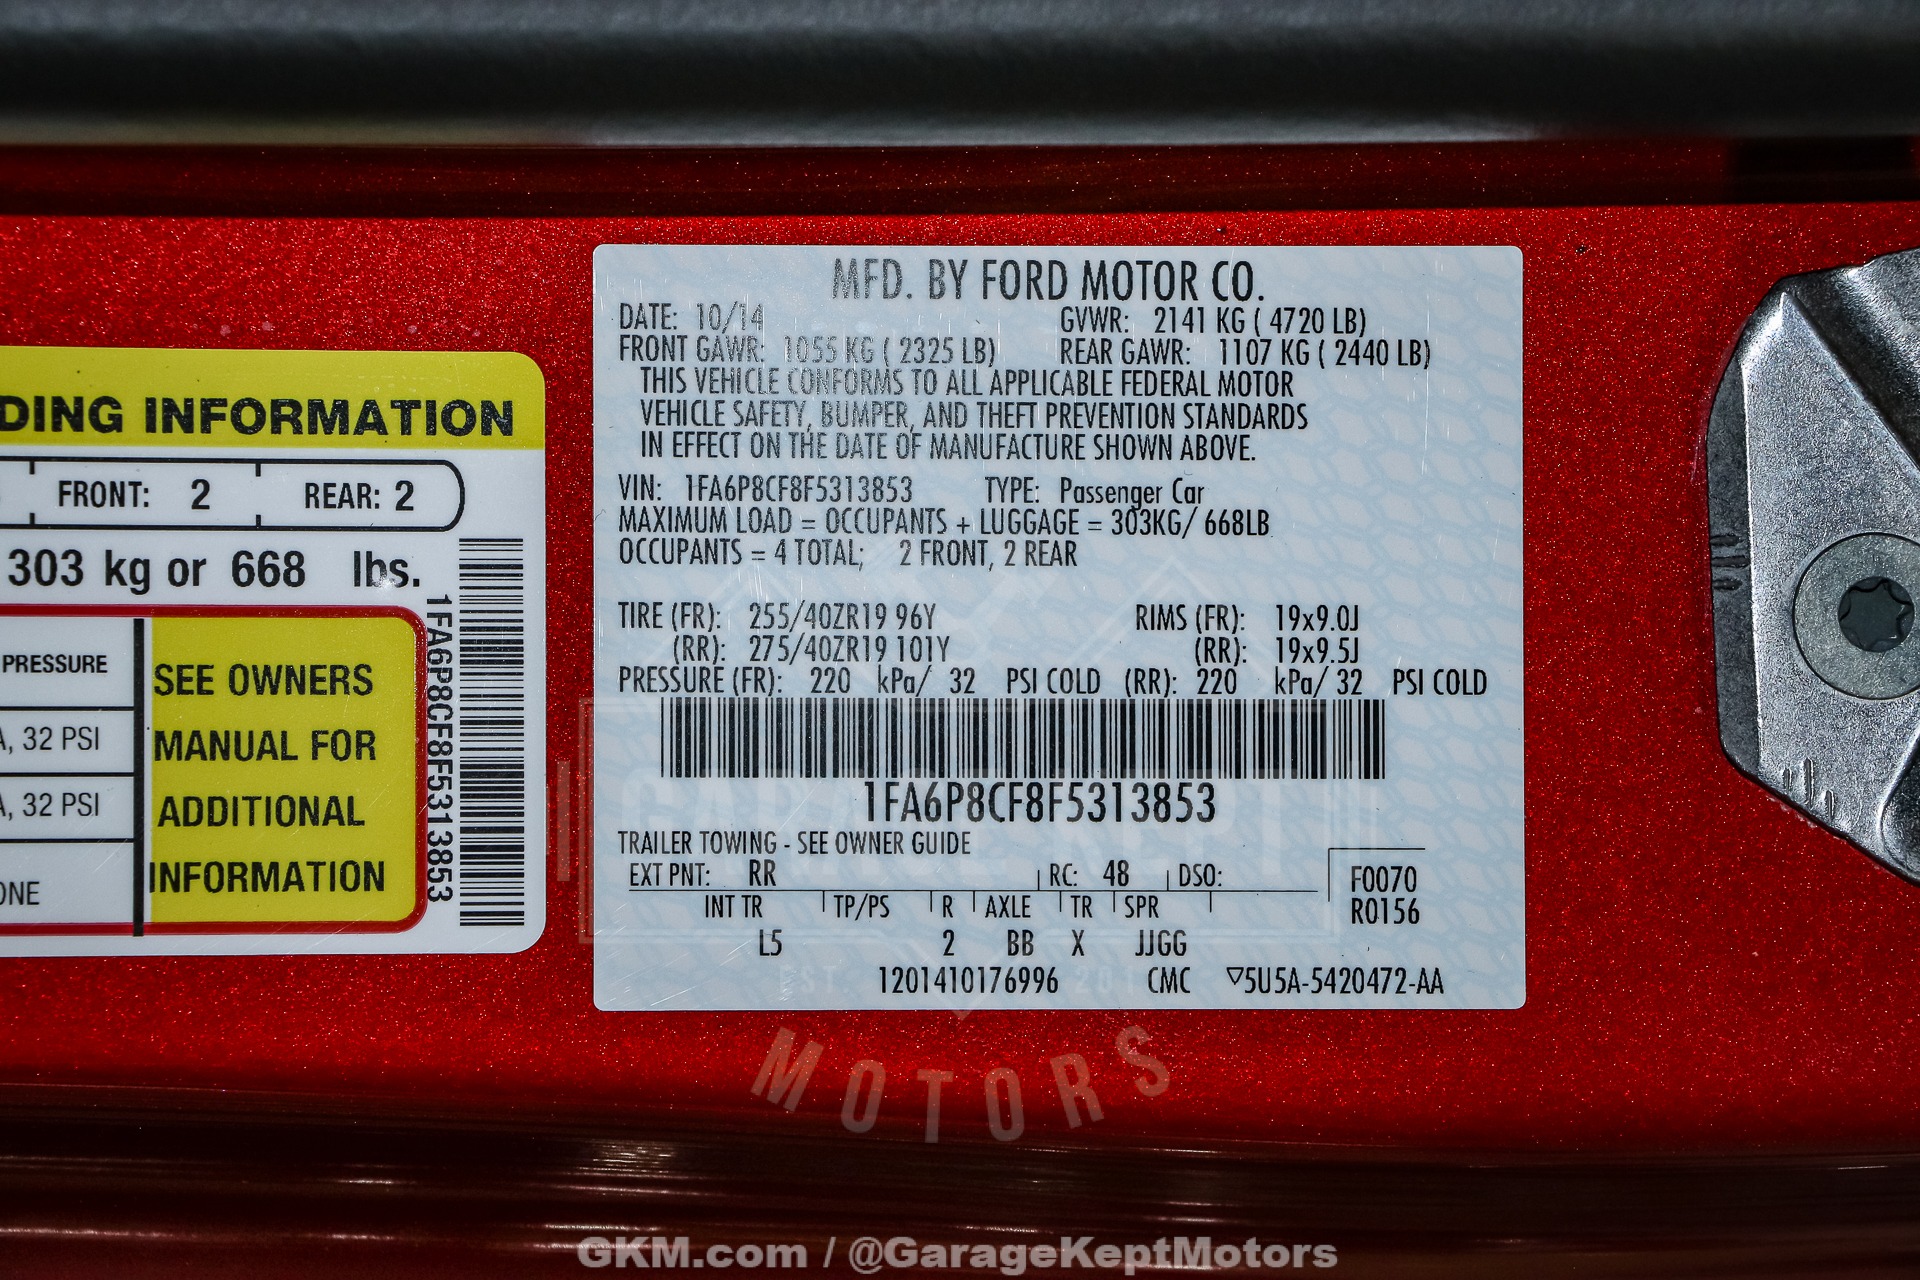 DING INFORMATION
FRONT: 2 REAR: 2
303 kg or 668 lbs.
PRESSURE
, 32 PSI
, 32 PSI
ONE
SEE OWNERS
MANUAL FOR
ADDITIONAL
INFORMATION
1FA6P8CF8F5313853
MFD. BY FORD MOTOR CO.
DATE: 10/14 GVWR: 2141 KG ( 4720 LB)
FRONT GAWR: 1055 KG ( 2325 LB) REAR GAWR: 1107 KG ( 2440 LB)
THIS VEHICLE CONFORMS TO ALL APPLICABLE FEDERAL MOTOR
VEHICLE SAFETY, BUMPER, AND THEFT PREVENTION STANDARDS
IN EFFECT ON THE DATE OF MANUFACTURE SHOWN ABOVE.
VIN: 1FA6P8CF8F5313853 TYPE: Passenger Car
MAXIMUM LOAD = OCCUPANTS + LUGGAGE = 303KG/ 668LB
OCCUPANTS = 4 TOTAL; 2 FRONT, 2 REAR
TIRE (FR): 255/40ZR19 96Y RIMS (FR): 19x9.0J
(RR): 275/40ZR19 101Y (RR): 19x9.5J
PRESSURE (FR): 220 kPa/ 32 PSI COLD (RR): 220 kPa/ 32 PSI COLD
1FA6P8CF8F5313853
GARAGE KEPT
TRAILER TOWING - SEE OWNER GUIDE
EXT PNT: RR RC: 48 DSO:
F0070
R0156
INT TR TP/PS R AXLE TR SPR
L5 2 BB X JJGG
1201410176996 CMC ▽5U5A-5420472-AA
EST. 201
MOTORS
GKM.com / @GarageKeptMotors